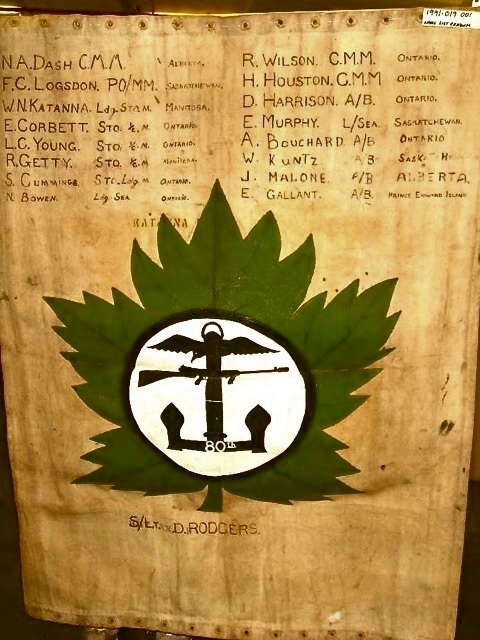 1991.019.001
N.A. DASH C.M.M. ALBERTA.
F.C. LOGSDON. PO/MM. SASKATCHEWAN.
W.N. KATANNA. Ldg. Sto. M. MANITOBA.
E. CORBETT. STO. ½. M. ONTARIO.
L.C. YOUNG. STO. ½. M. ONTARIO.
R. GETTY. STO. ½. M. MANITOBA.
S. CUMMINGS. STO. Ldg. M ONTARIO.
N. BOWEN. Ldg. SEA ONTARIO.
R. WILSON. C.M.M. ONTARIO.
H. HOUSTON. C.M.M ONTARIO.
D. HARRISON. A/B. ONTARIO.
E. MURPHY. L/SEA. SASKATCHEWAN.
A. BOUCHARD A/B ONTARIO
W. KUNTZ A/B
J. MALONE. A/B ALBERTA.
E. GALLANT. A/B. PRINCE EDWARD ISLAND
80th
S/Lt. D. RODGERS.